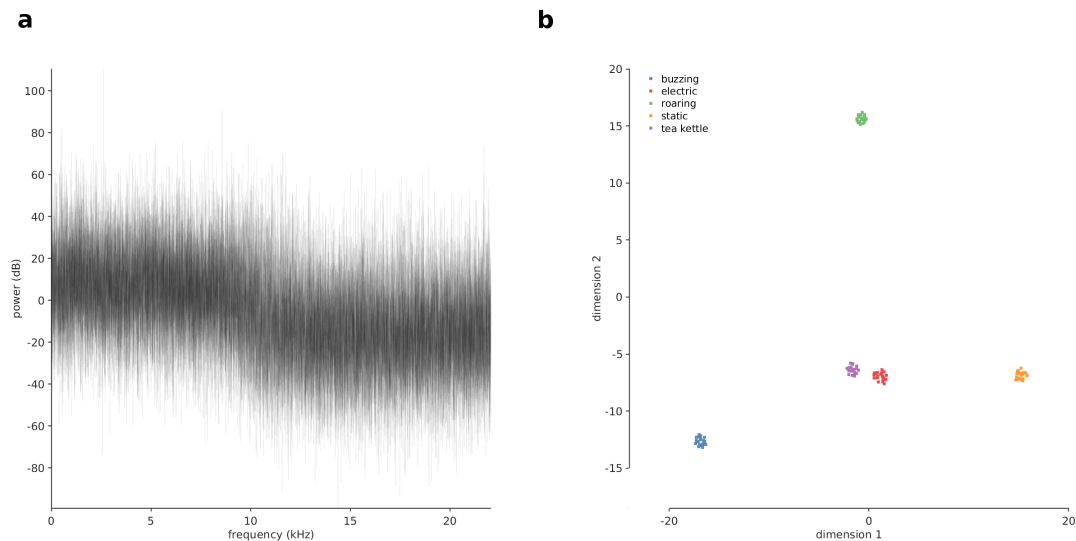 a
b
100
80
60
40
20
0
-20
-40
-60
-80
power (dB)
0
5
10
15
20
frequency (kHz)
20
15
10
5
0
-5
-10
-15
dimension 2
buzzing
electric
roaring
static
tea kettle
-20
0
20
dimension 1